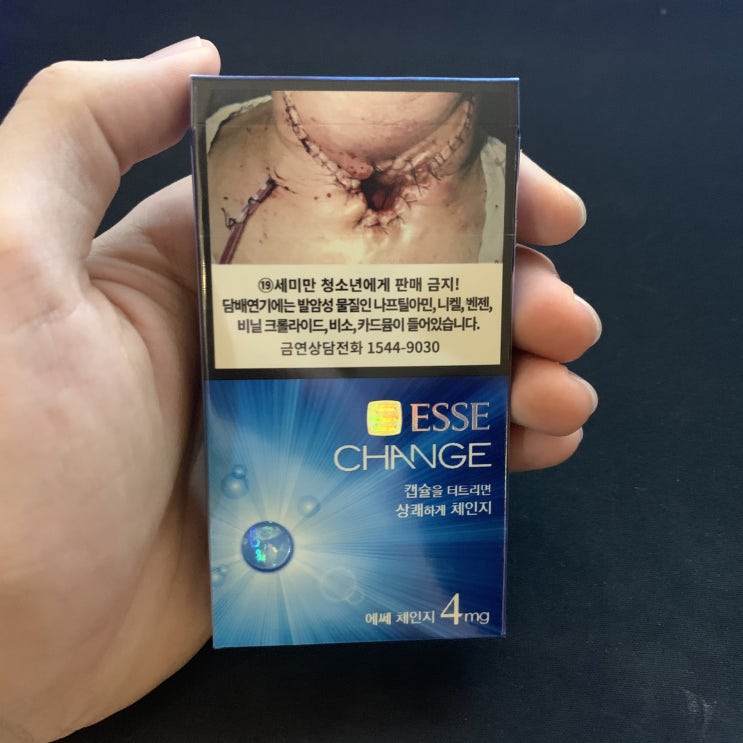 ⑲세미만 청소년에게 판매 금지!
담배연기에는 발암성 물질인 나프틸아민, 니켈, 벤젠,
비닐 크롤라이드, 비소, 카드뮴이 들어있습니다.
금연상담전화 1544-9030
ESSE
CHANGE
캡슐을 터트리면
상쾌하게 체인지
에쎄 체인지 4mg